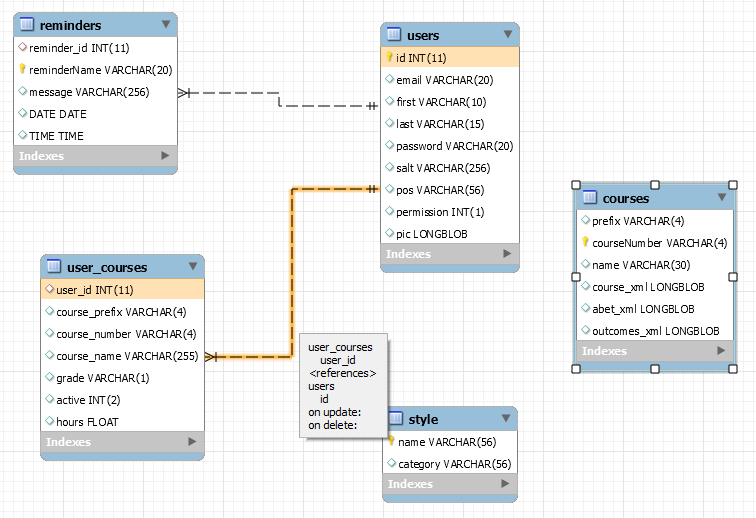 reminders
reminder_id INT(11)
reminderName VARCHAR(20)
message VARCHAR(256)
DATE DATE
TIME TIME
Indexes
users
id INT(11)
email VARCHAR(20)
first VARCHAR(10)
last VARCHAR(15)
password VARCHAR(20)
salt VARCHAR(256)
pos VARCHAR(56)
permission INT(1)
pic LONGBLOB
Indexes
courses
prefix VARCHAR(4)
courseNumber VARCHAR(4)
name VARCHAR(30)
course_xml LONGBLOB
abet_xml LONGBLOB
outcomes_xml LONGBLOB
Indexes
user_courses
user_id INT(11)
course_prefix VARCHAR(4)
course_number VARCHAR(4)
course_name VARCHAR(255)
grade VARCHAR(1)
active INT(2)
hours FLOAT
Indexes
user_courses
user_id
<references>
users
id
on update:
on delete:
style
name VARCHAR(56)
category VARCHAR(56)
Indexes